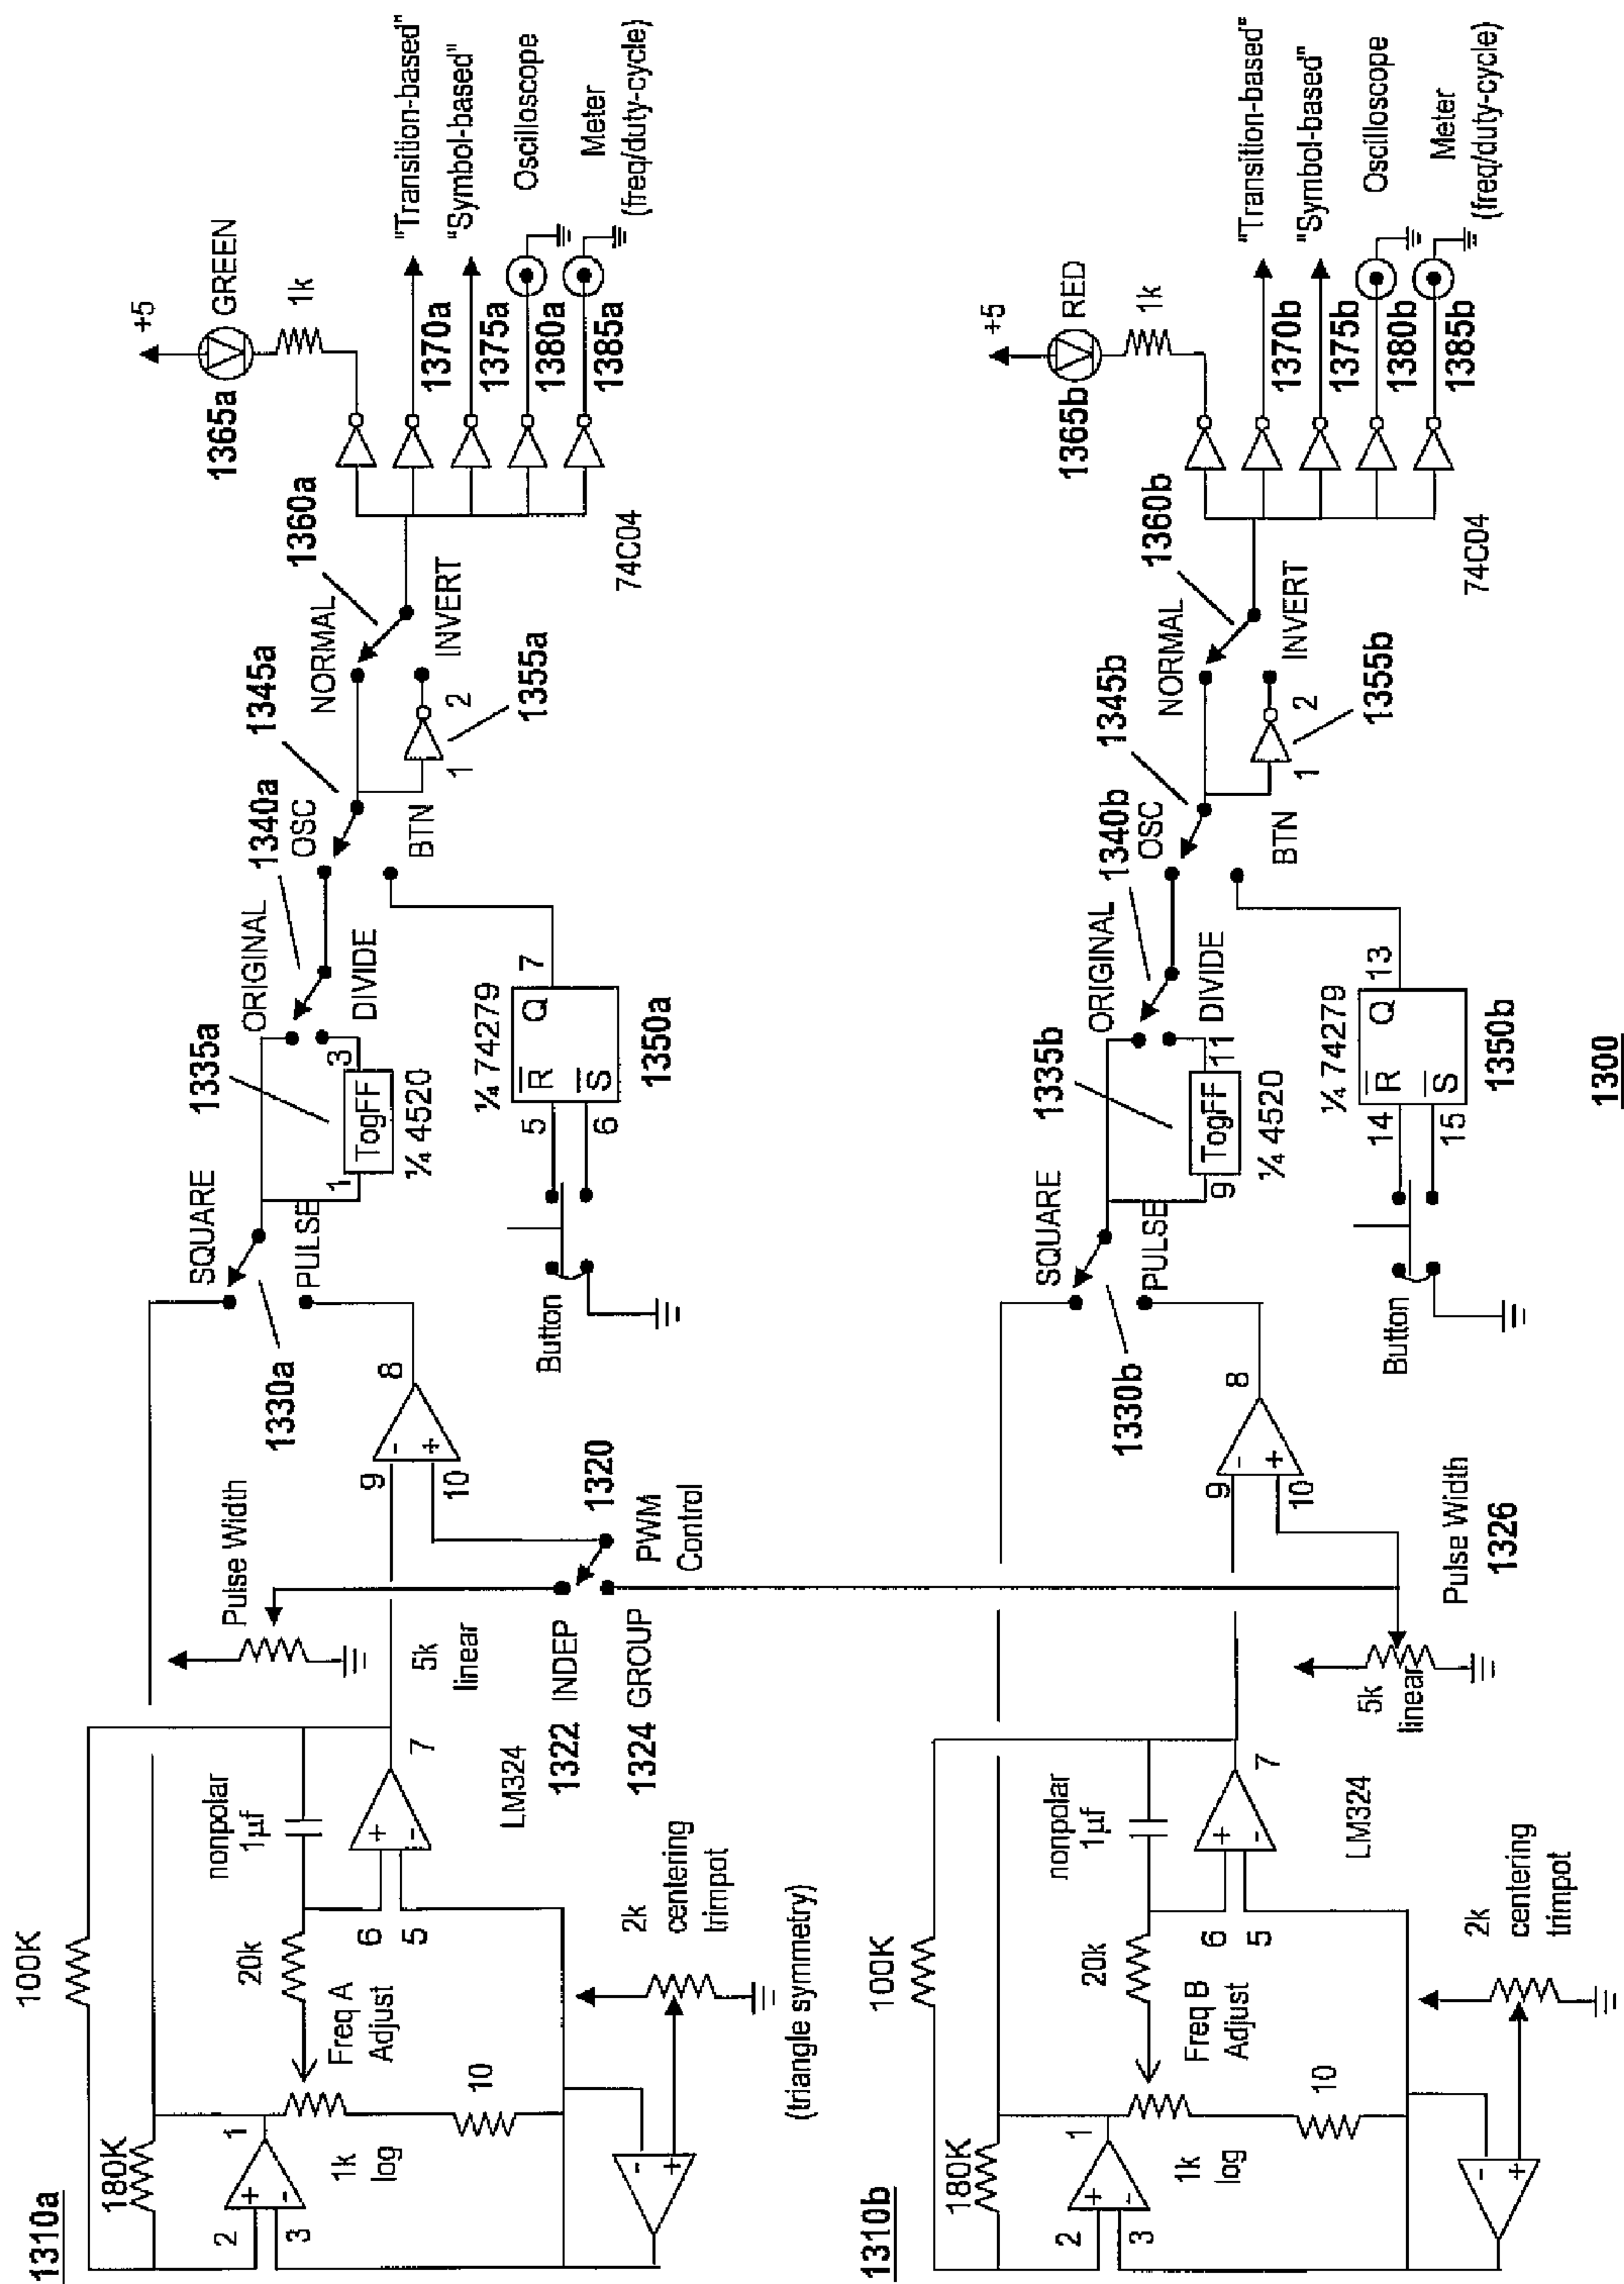 1310a
100K
180K
2
3
1
1k
log
10
Freq A
Adjust
20k
nonpolar
1µf
6
5
+
-
7
LM324
2k
centering
trimpot
(triangle symmetry)
+
-
-
+
Pulse Width
5k
linear
1322 INDEP
1324 GROUP
1320
PWM
Control
9
10
-
+
8
1330a
SQUARE
PULSE
1335a
1
TogFF
3
¼ 4520
ORIGINAL
DIVIDE
1340a
Button
5
6
R
S
Q
7
¼ 74279
1350a
OSC
BTN
1345a
NORMAL
INVERT
1
2
1355a
1360a
74C04
1365a
+5
GREEN
1k
1370a
1375a
1380a
1385a
"Transition-based"
"Symbol-based"
Oscilloscope
Meter
(freq/duty-cycle)
1310b
100K
180K
2
3
1
+
-
1k
log
10
Freq B
Adjust
20k
nonpolar
1µf
6
5
+
-
7
LM324
2k
centering
trimpot
-
+
5k
linear
Pulse Width
1326
9
10
-
+
8
1330b
SQUARE
PULSE
1335b
9
TogFF
11
¼ 4520
ORIGINAL
DIVIDE
1340b
Button
14
15
R
S
Q
13
¼ 74279
1350b
OSC
BTN
1345b
NORMAL
INVERT
1
2
1355b
1360b
74C04
1365b
+5
RED
1k
1370b
1375b
1380b
1385b
"Transition-based"
"Symbol-based"
Oscilloscope
Meter
(freq/duty-cycle)
1300